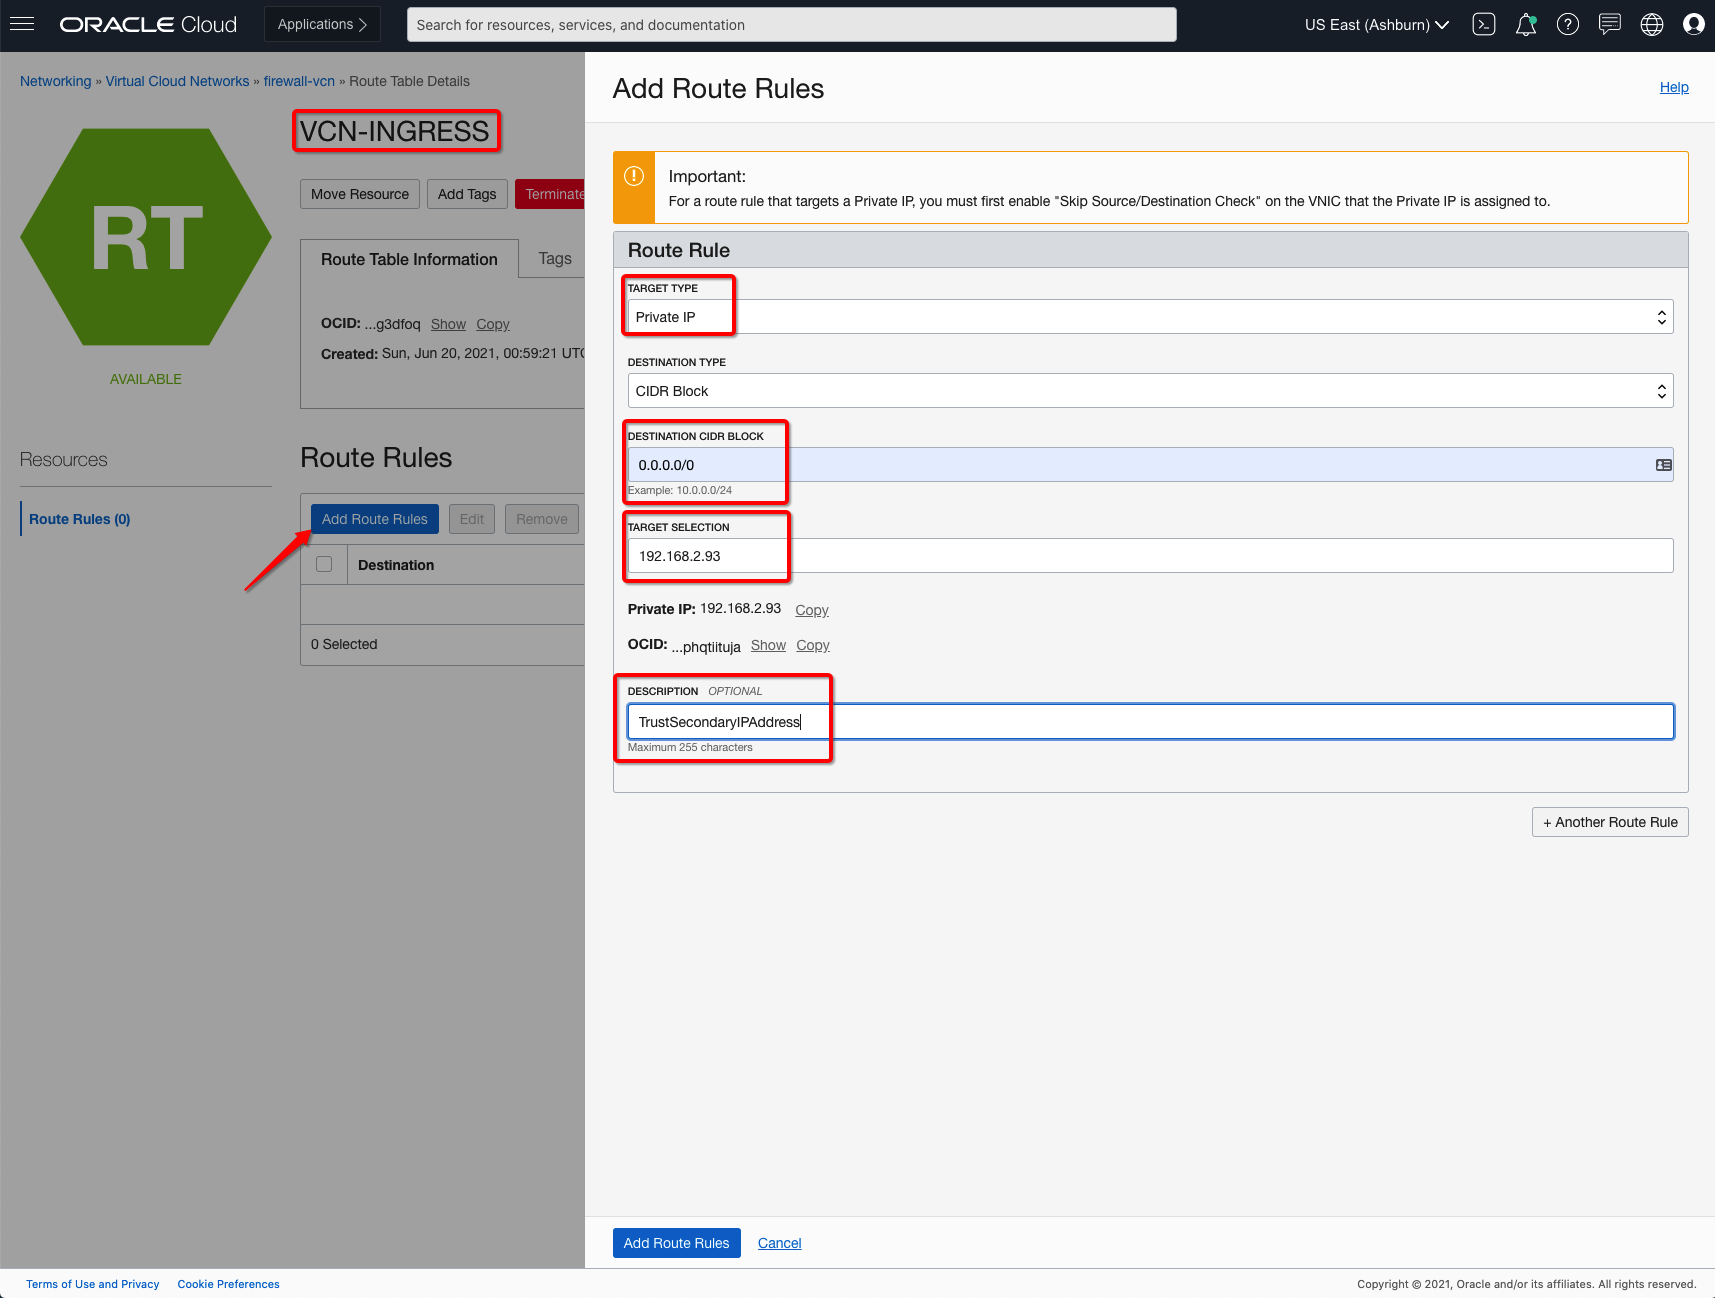 ORACLE Cloud
Applications
Search for resources, services, and documentation
US East (Ashburn)
Networking » Virtual Cloud Networks » firewall-vcn » Route Table Details
RT
AVAILABLE
VCN-INGRESS
Move Resource
Add Tags
Terminate
Route Table Information
Tags
OCID: ...g3dfoq Show Copy
Created: Sun, Jun 20, 2021, 00:59:21 UTC
Resources
Route Rules (0)
Route Rules
Add Route Rules
Edit
Remove
Destination
0 Selected
Add Route Rules
Help
Important:
For a route rule that targets a Private IP, you must first enable "Skip Source/Destination Check" on the VNIC that the Private IP is assigned to.
Route Rule
TARGET TYPE
Private IP
DESTINATION TYPE
CIDR Block
DESTINATION CIDR BLOCK
0.0.0.0/0
Example: 10.0.0.0/24
TARGET SELECTION
192.168.2.93
Private IP: 192.168.2.93 Copy
OCID: ...phqtiituja Show Copy
DESCRIPTION OPTIONAL
TrustSecondaryIPAddress
Maximum 255 characters
+ Another Route Rule
Add Route Rules
Cancel
Terms of Use and Privacy
Cookie Preferences
Copyright © 2021, Oracle and/or its affiliates. All rights reserved.